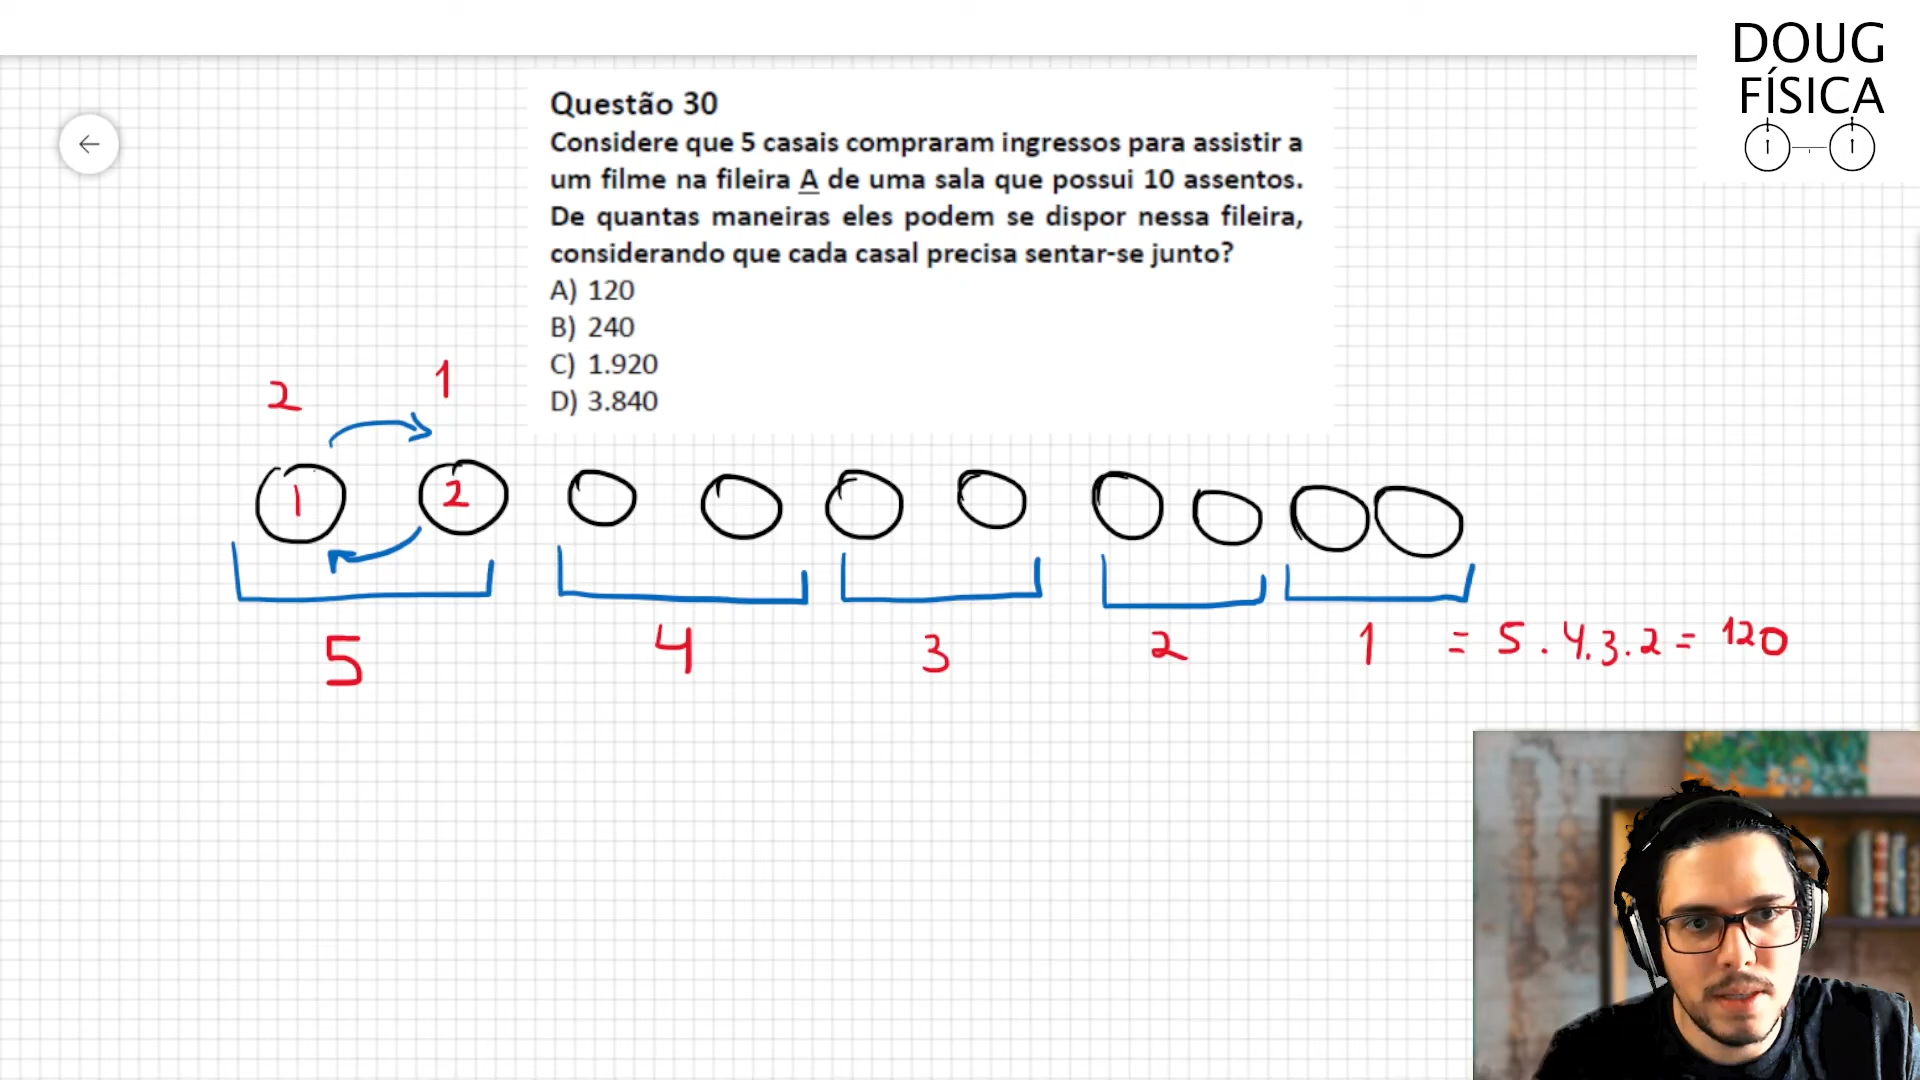 DOUG
FÍSICA
Questão 30
Considere que 5 casais compraram ingressos para assistir a
um filme na fileira A de uma sala que possui 10 assentos.
De quantas maneiras eles podem se dispor nessa fileira,
considerando que cada casal precisa sentar-se junto?
A) 120
B) 240
C) 1.920
D) 3.840
2 1
1 2
5 4 3 2 1 = 5 . 4 . 3 . 2 = 120